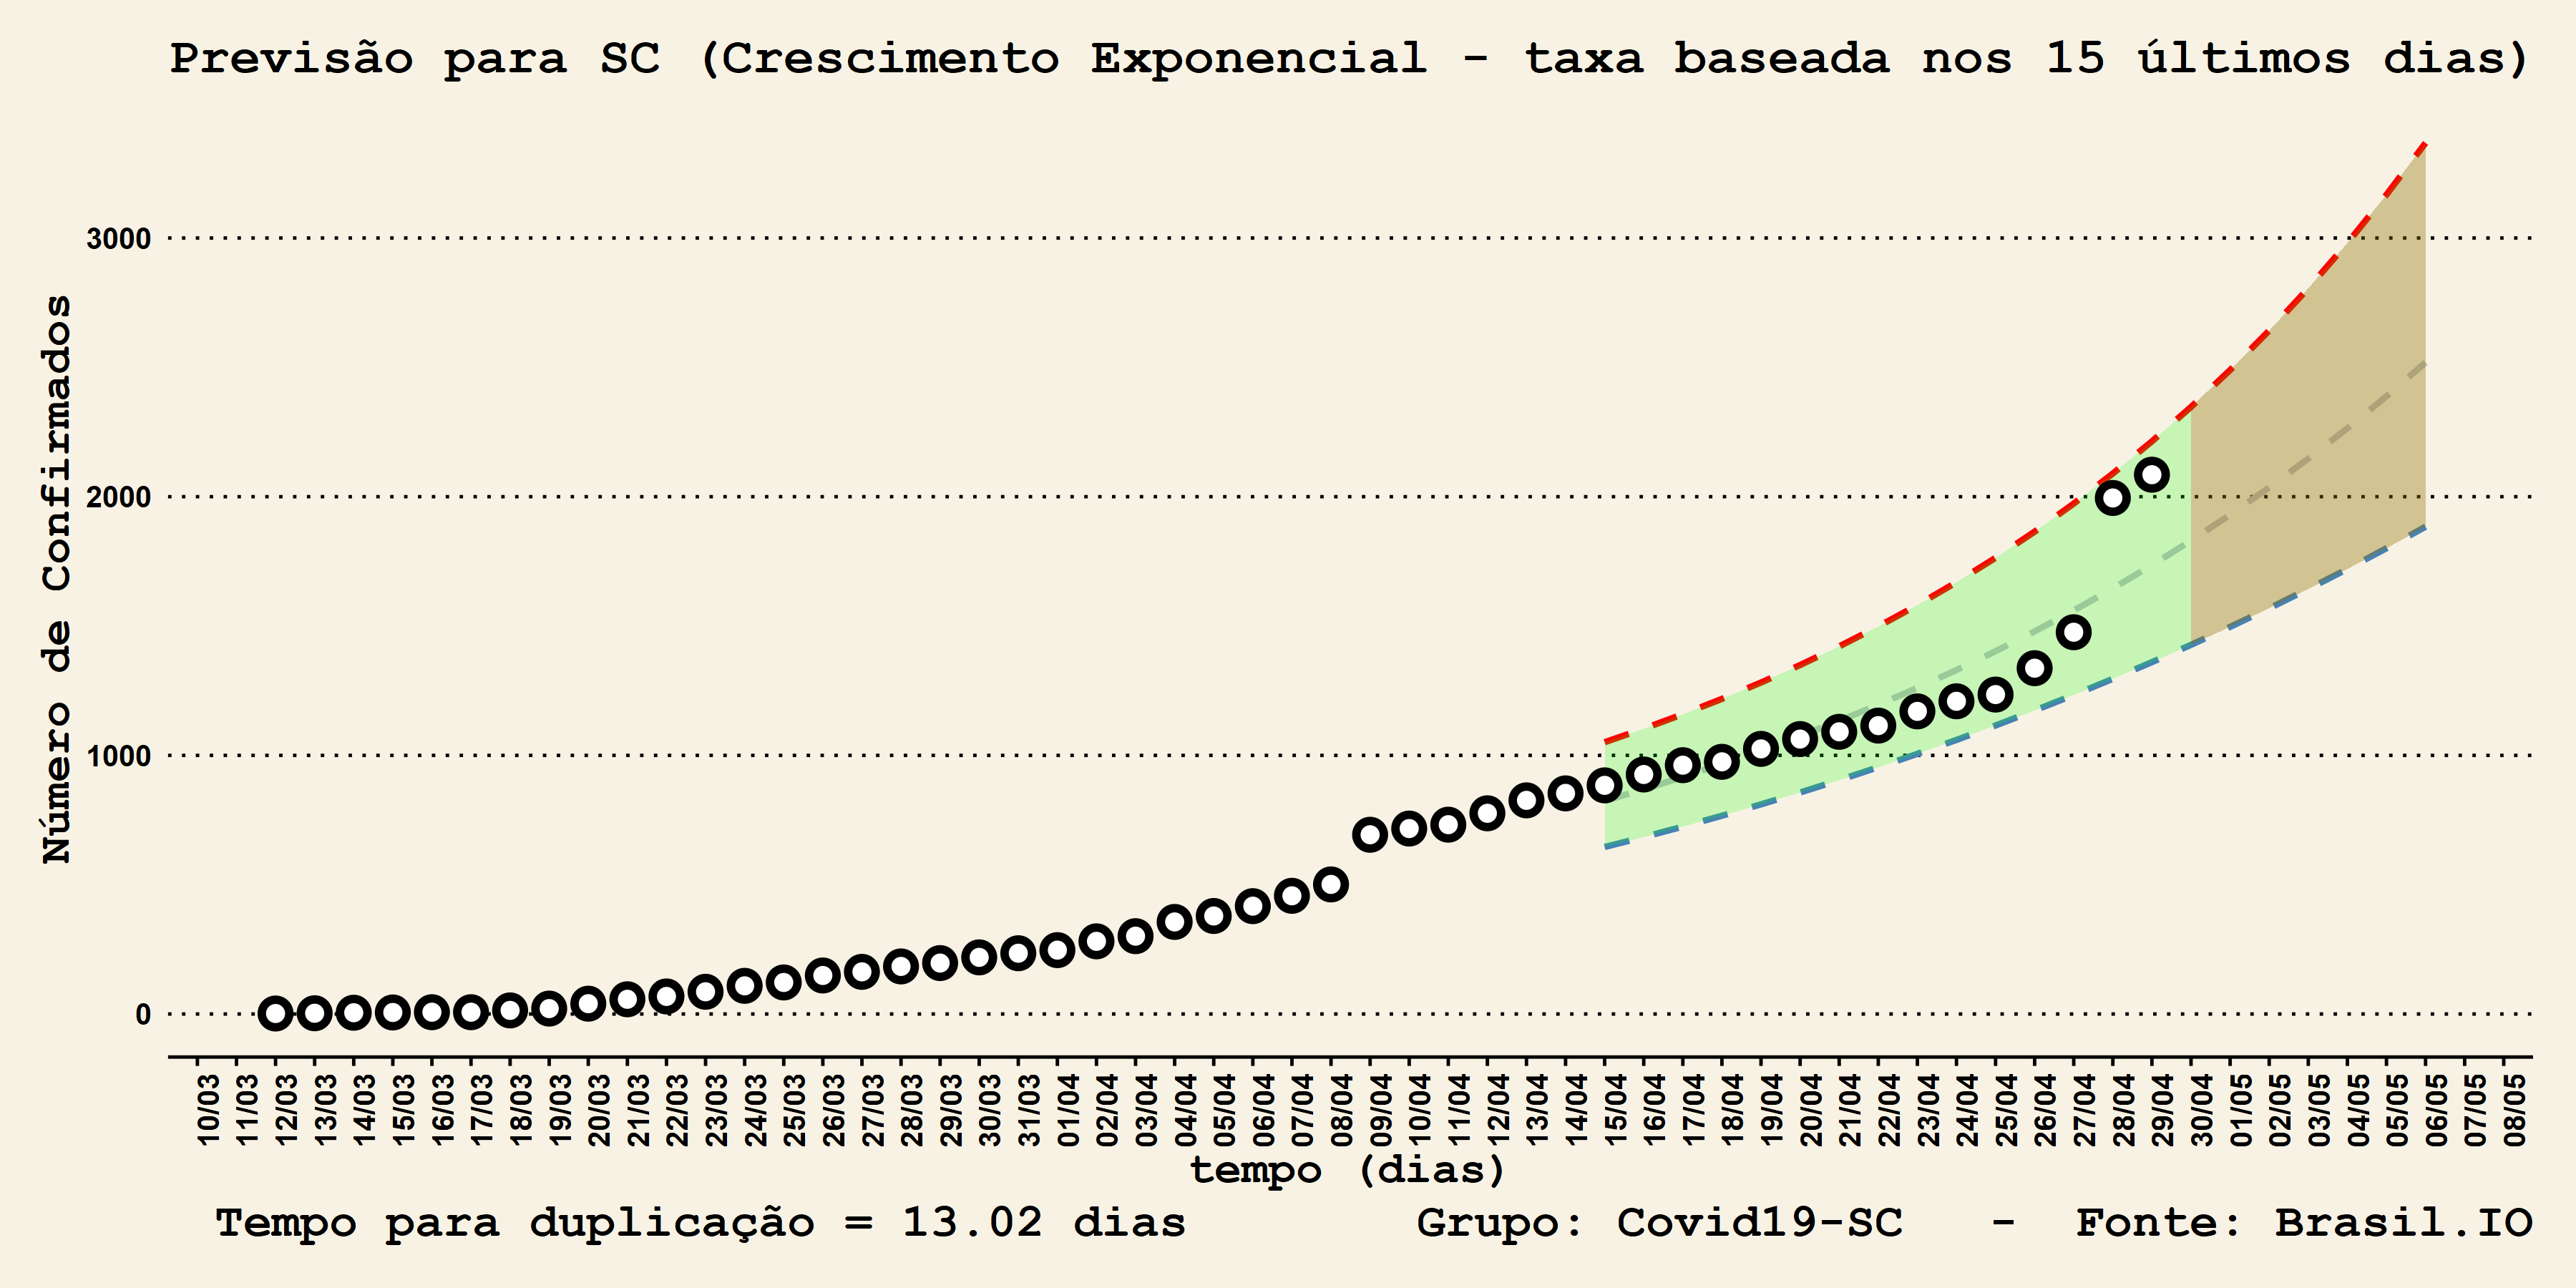 Previsão para SC (Crescimento Exponencial - taxa baseada nos 15 últimos dias)
Número de Confirmados
3000
2000
1000
0
10/03 11/03 12/03 13/03 14/03 15/03 16/03 17/03 18/03 19/03 20/03 21/03 22/03 23/03 24/03 25/03 26/03 27/03 28/03 29/03 30/03 31/03 01/04 02/04 03/04 04/04 05/04 06/04 07/04 08/04 09/04 10/04 11/04 12/04 13/04 14/04 15/04 16/04 17/04 18/04 19/04 20/04 21/04 22/04 23/04 24/04 25/04 26/04 27/04 28/04 29/04 30/04 01/05 02/05 03/05 04/05 05/05 06/05 07/05 08/05
tempo (dias)
Tempo para duplicação = 13.02 dias Grupo: Covid19-SC - Fonte: Brasil.IO